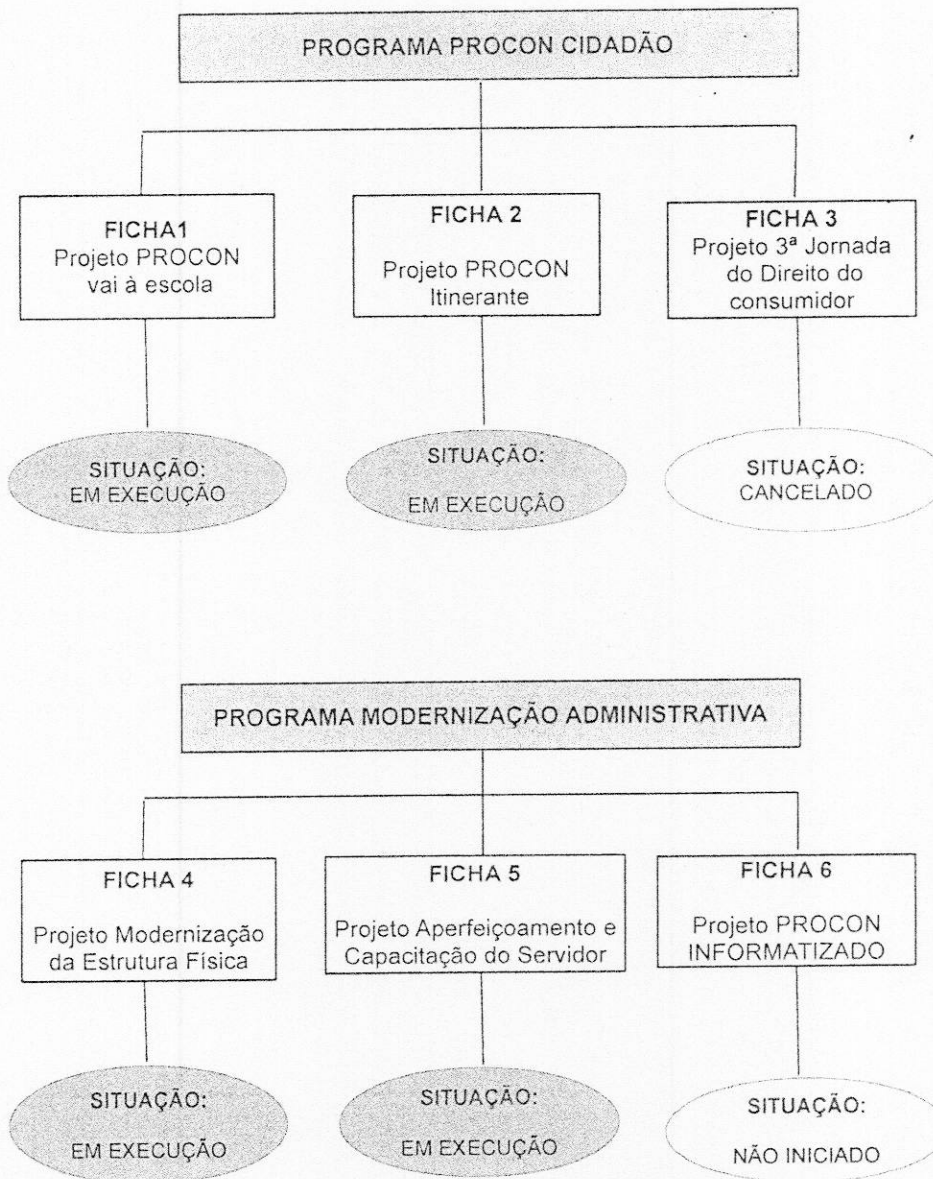 PROGRAMA PROCON CIDADÃO
FICHA1
Projeto PROCON
vai à escola
FICHA 2
Projeto PROCON
Itinerante
FICHA 3
Projeto 3ª Jornada
do Direito do
consumidor
SITUAÇÃO:
EM EXECUÇÃO
SITUAÇÃO:
EM EXECUÇÃO
SITUAÇÃO:
CANCELADO
PROGRAMA MODERNIZAÇÃO ADMINISTRATIVA
FICHA 4
Projeto Modernização
da Estrutura Física
FICHA 5
Projeto Aperfeiçoamento e
Capacitação do Servidor
FICHA 6
Projeto PROCON
INFORMATIZADO
SITUAÇÃO:
EM EXECUÇÃO
SITUAÇÃO:
EM EXECUÇÃO
SITUAÇÃO:
NÃO INICIADO